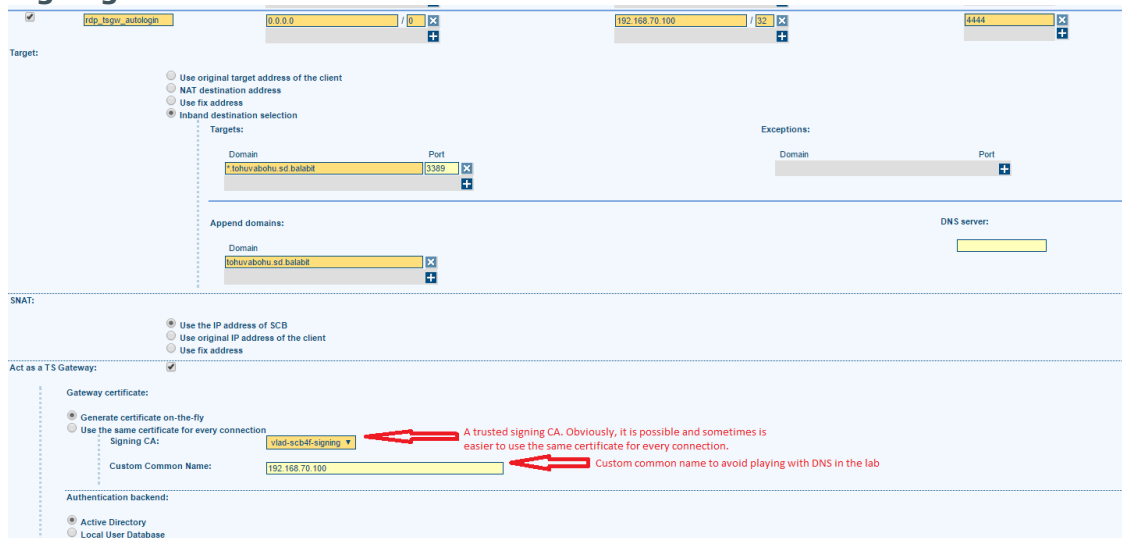 rdp_tsgw_autologin 0.0.0.0 / 0 192.168.70.100 / 32 4444
Target:
Use original target address of the client
NAT destination address
Use fix address
Inband destination selection
Targets: Exceptions:
Domain Port Domain Port
*.tohuvabohu.sd.balabit 3389
Append domains: DNS server:
Domain
tohuvabohu.sd.balabit
SNAT:
Use the IP address of SCB
Use original IP address of the client
Use fix address
Act as a TS Gateway:
Gateway certificate:
Generate certificate on-the-fly
Use the same certificate for every connection
Signing CA: vlad-scb4f-signing
A trusted signing CA. Obviously, it is possible and sometimes is
easier to use the same certificate for every connection.
Custom Common Name: 192.168.70.100 Custom common name to avoid playing with DNS in the lab
Authentication backend:
Active Directory
Local User Database